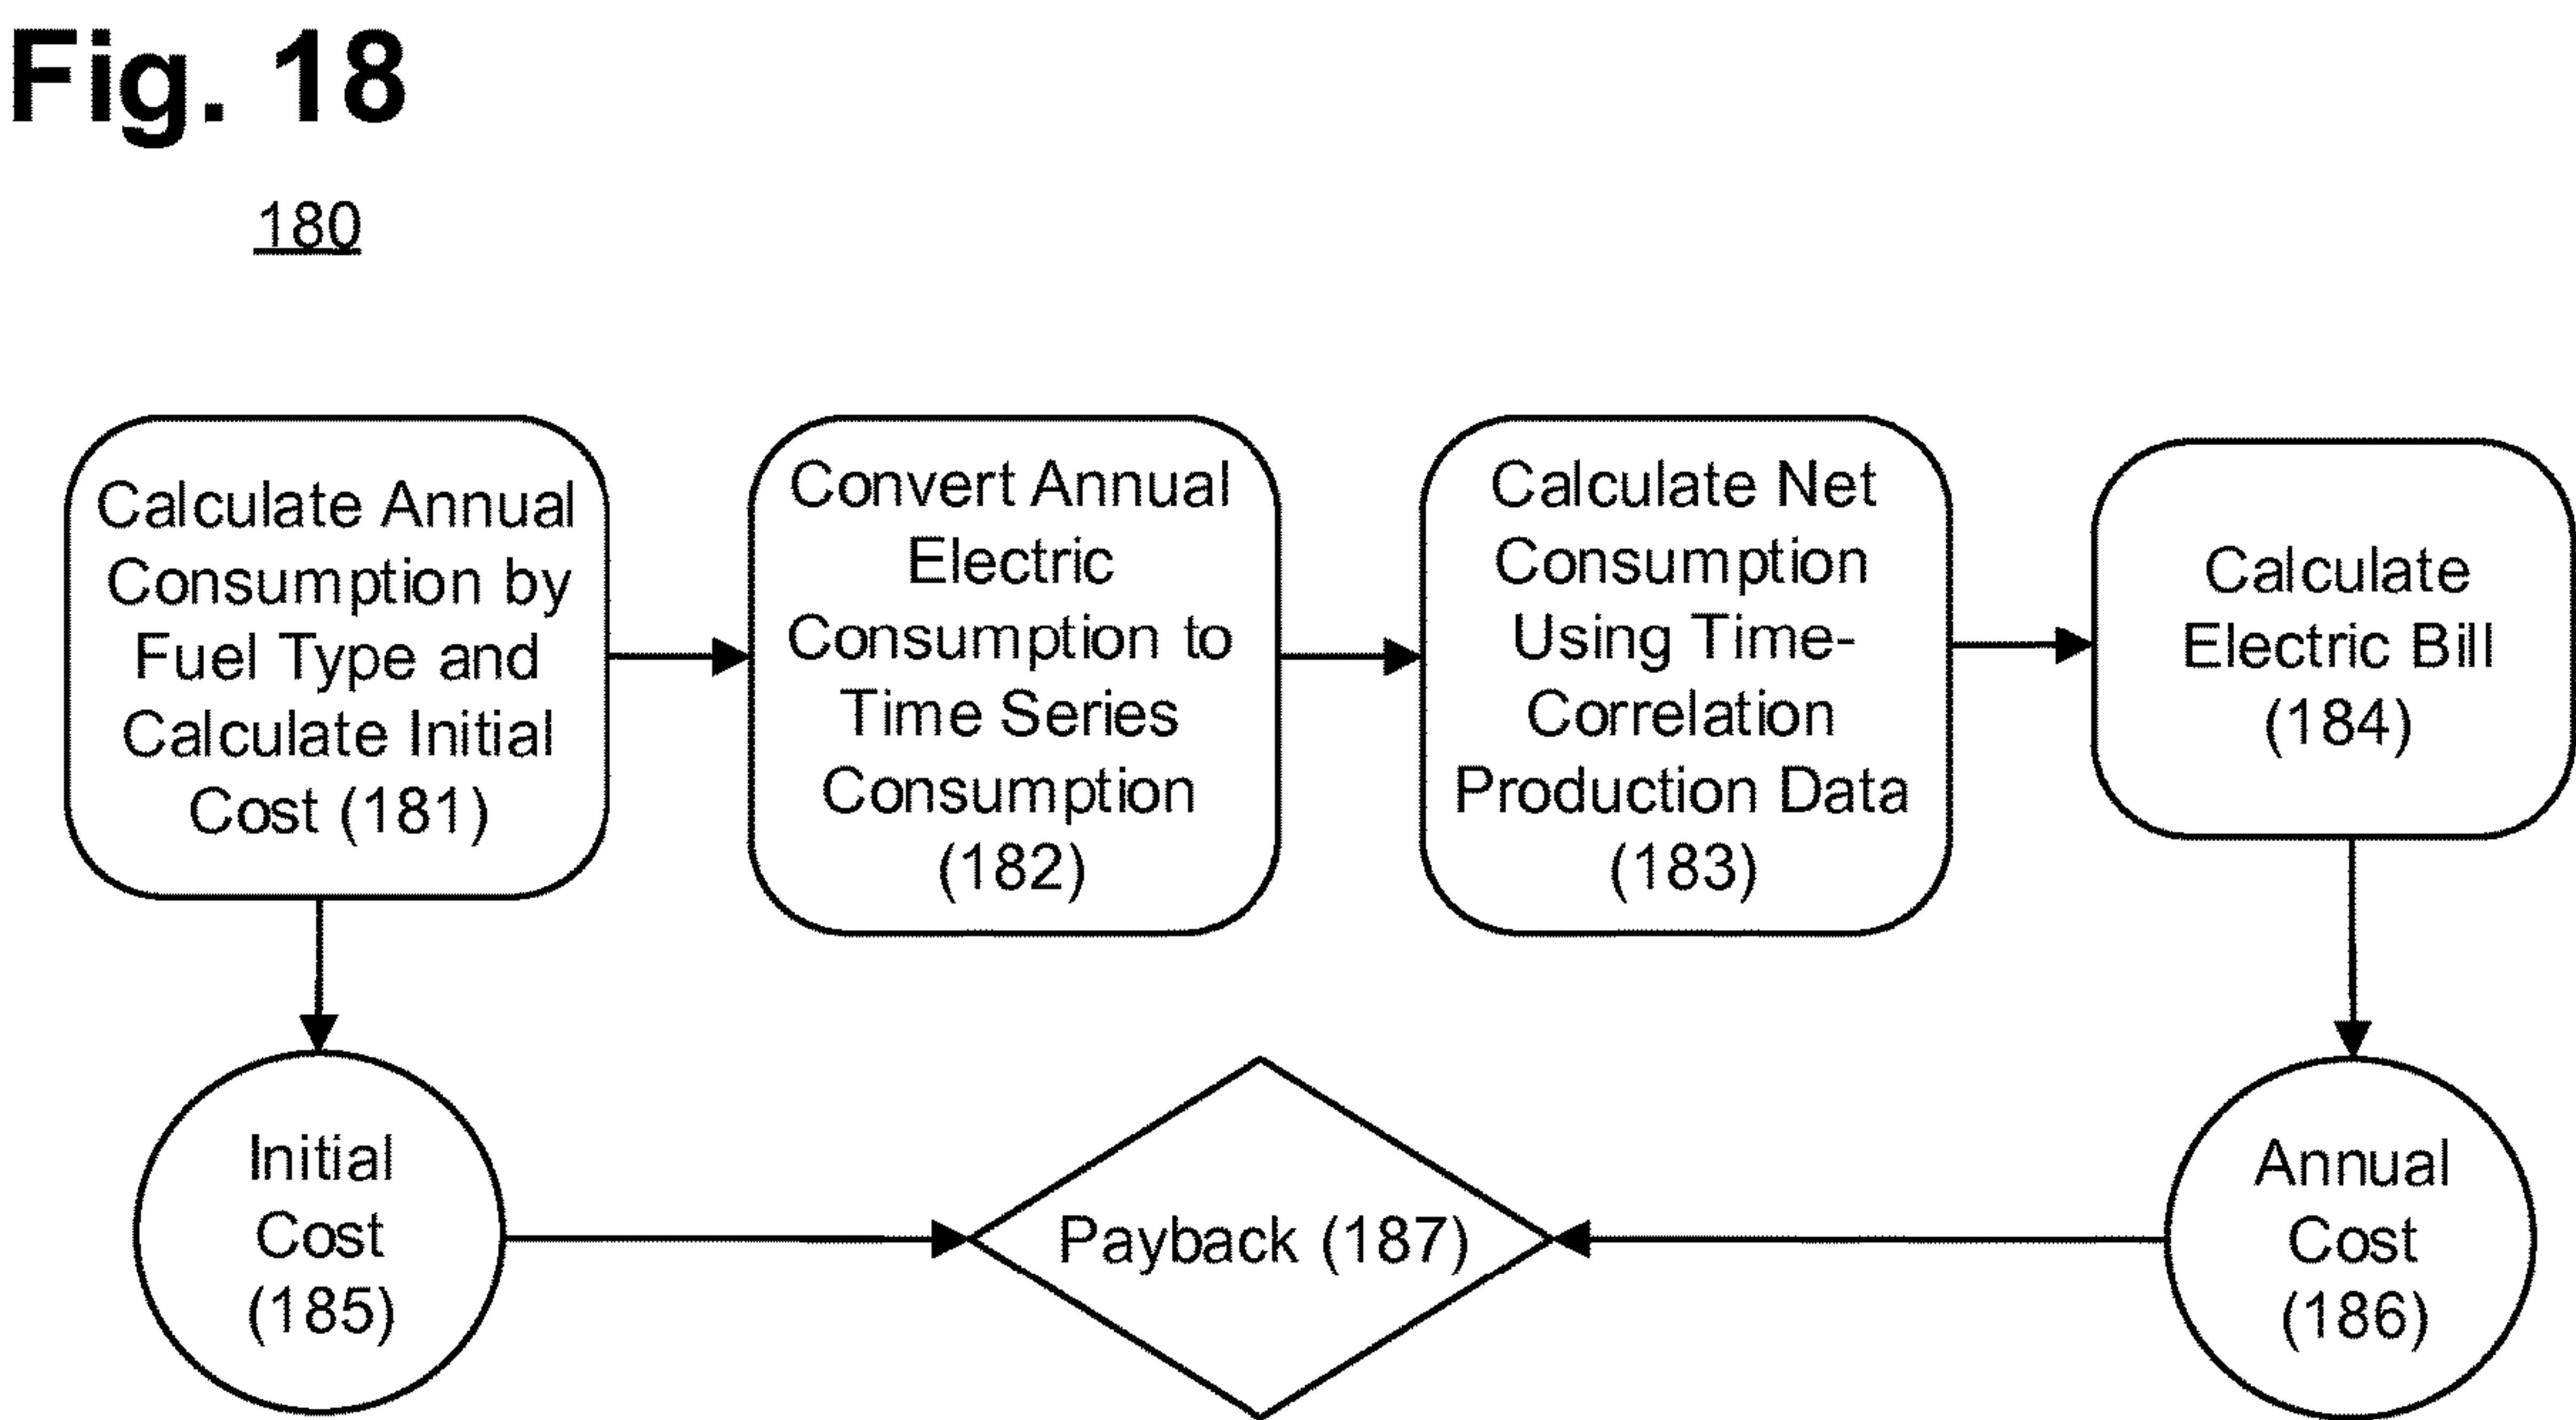 Fig. 18
180
Calculate Annual
Consumption by
Fuel Type and
Calculate Initial
Cost (181)
Convert Annual
Electric
Consumption to
Time Series
Consumption
(182)
Calculate Net
Consumption
Using Time-
Correlation
Production Data
(183)
Calculate
Electric Bill
(184)
Initial
Cost
(185)
Payback (187)
Annual
Cost
(186)